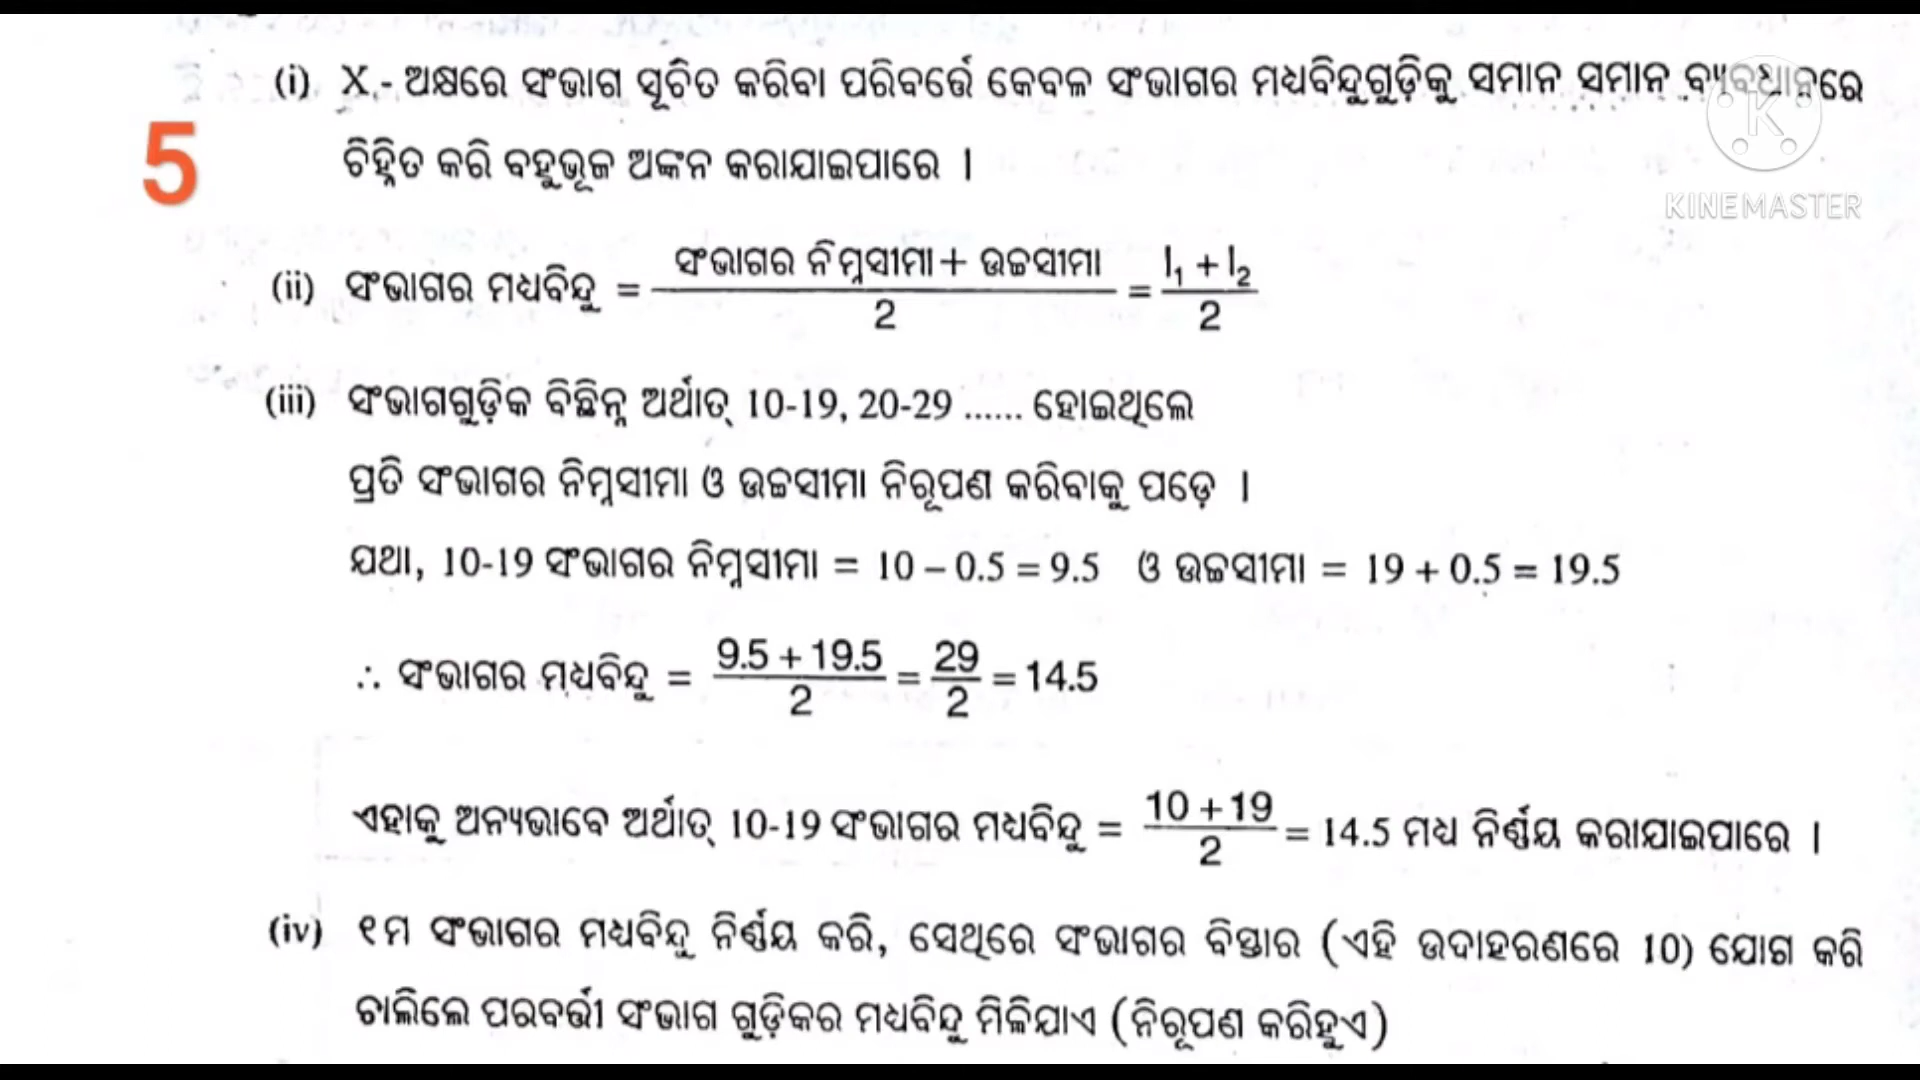 5
(i) X - ଅକ୍ଷରେ ସଂଭାଗ ସୂଚିତ କରିବା ପରିବର୍ତ୍ତେ କେବଳ ସଂଭାଗର ମଧ୍ୟବିନ୍ଦୁଗୁଡ଼ିକୁ ସମାନ ସମାନ ବ୍ୟବଧାନରେ
ଚିହ୍ନିତ କରି ବହୁଭୂଜ ଅଙ୍କନ କରାଯାଇପାରେ ।
K
KINEMASTER
(ii) ସଂଭାଗର ମଧ୍ୟବିନ୍ଦୁ = (ସଂଭାଗର ନିମ୍ନସୀମା + ଉଚ୍ଚସୀମା)/2 = (l₁ + l₂)/2
(iii) ସଂଭାଗଗୁଡ଼ିକ ବିଚ୍ଛିନ୍ନ ଅର୍ଥାତ୍ 10-19, 20-29 ...... ହୋଇଥିଲେ
ପ୍ରତି ସଂଭାଗର ନିମ୍ନସୀମା ଓ ଉଚ୍ଚସୀମା ନିରୂପଣ କରିବାକୁ ପଡ଼େ ।
ଯଥା, 10-19 ସଂଭାଗର ନିମ୍ନସୀମା = 10 – 0.5 = 9.5 ଓ ଉଚ୍ଚସୀମା = 19 + 0.5 = 19.5
∴ ସଂଭାଗର ମଧ୍ୟବିନ୍ଦୁ = (9.5 + 19.5)/2 = 29/2 = 14.5
ଏହାକୁ ଅନ୍ୟଭାବେ ଅର୍ଥାତ୍ 10-19 ସଂଭାଗର ମଧ୍ୟବିନ୍ଦୁ = (10 + 19)/2 = 14.5 ମଧ୍ୟ ନିର୍ଣ୍ଣୟ କରାଯାଇପାରେ ।
(iv) ୧ମ ସଂଭାଗର ମଧ୍ୟବିନ୍ଦୁ ନିର୍ଣ୍ଣୟ କରି, ସେଥିରେ ସଂଭାଗର ବିସ୍ତାର (ଏହି ଉଦାହରଣରେ 10) ଯୋଗ କରି
ଚାଲିଲେ ପରବର୍ତ୍ତୀ ସଂଭାଗ ଗୁଡ଼ିକର ମଧ୍ୟବିନ୍ଦୁ ମିଳିଯାଏ (ନିରୂପଣ କରିହୁଏ)